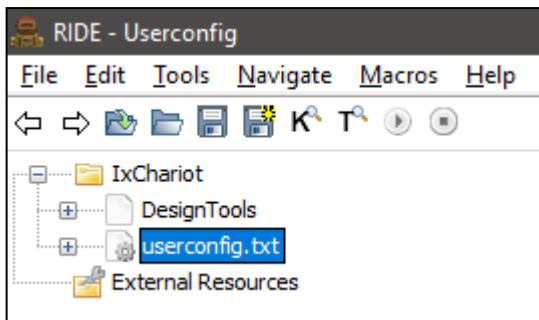 RIDE - Userconfig
File Edit Tools Navigate Macros Help
K T
IxChariot
DesignTools
userconfig.txt
External Resources